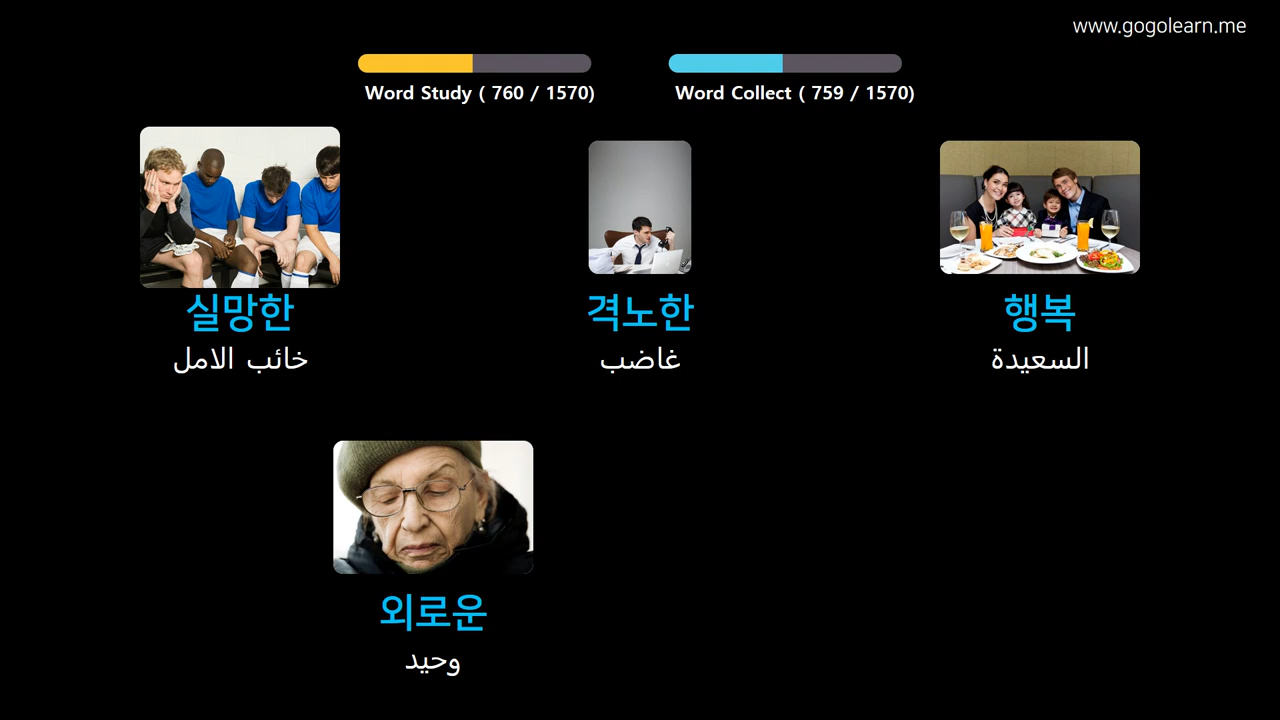 www.gogolearn.me
Word Study ( 760 / 1570)
Word Collect ( 759 / 1570)
실망한
خائب الامل
격노한
غاضب
행복
السعيدة
외로운
وحيد